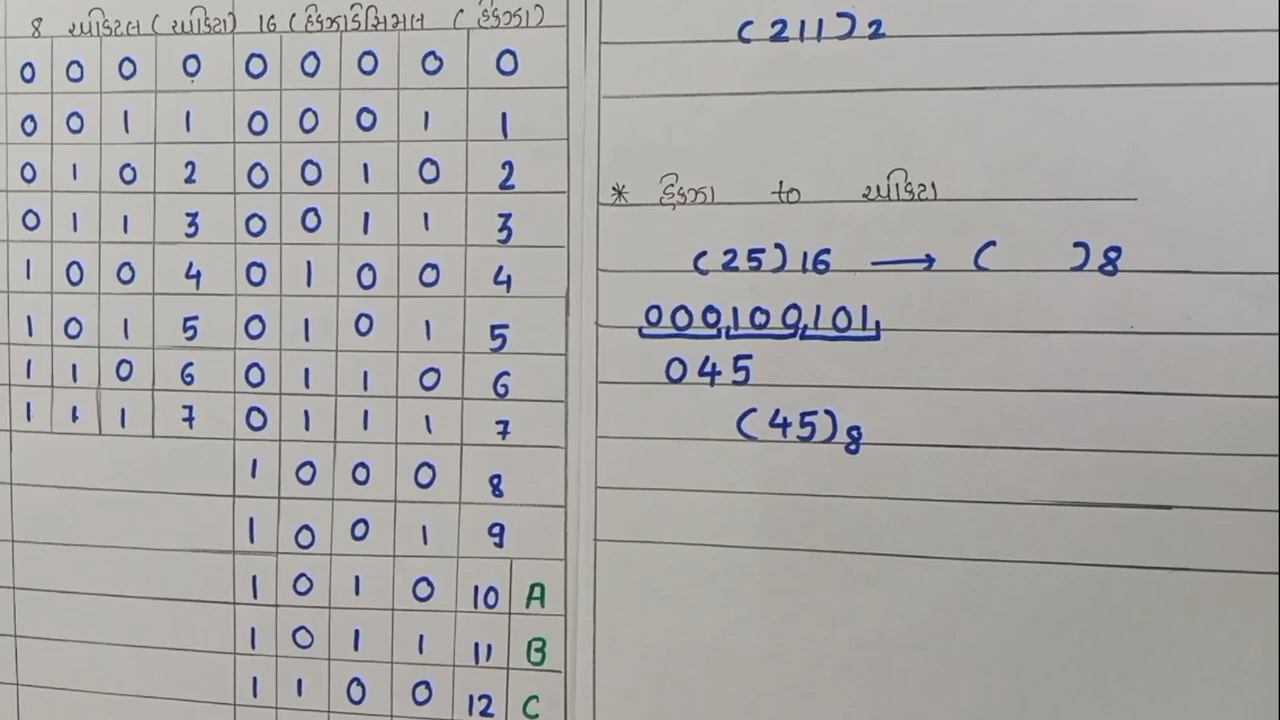 8 ઓક્ટલ ( ઓક્ટા) 16 ( હેક્ઝાડેસિમલ ( હેક્ઝા)
0 0 0 0 0 0 0 0 0
0 0 1 1 0 0 0 1 1
0 1 0 2 0 0 1 0 2
0 1 1 3 0 0 1 1 3
1 0 0 4 0 1 0 0 4
1 0 1 5 0 1 0 1 5
1 1 0 6 0 1 1 0 6
1 1 1 7 0 1 1 1 7
1 0 0 0 8
1 0 0 1 9
1 0 1 0 10 A
1 0 1 1 11 B
1 1 0 0 12 C
(211)2
* હેક્ઝા to ઓક્ટા
(25)16 → ( )8
000,100,101,
045
(45)8